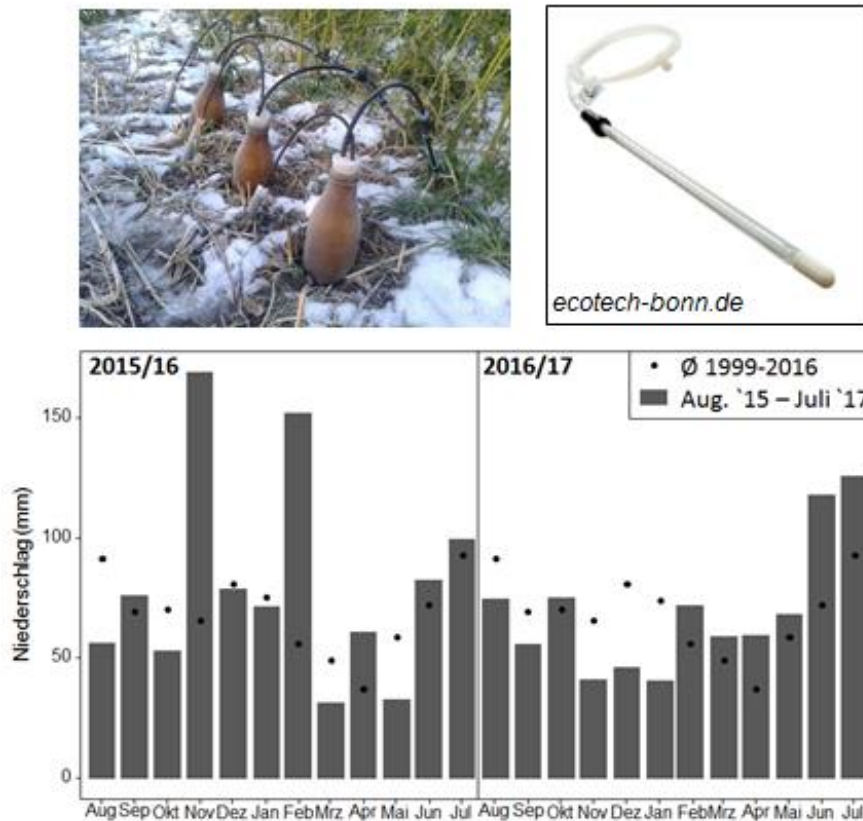 ecotech-bonn.de
2015/16
2016/17
Ø 1999-2016
Aug. `15 – Juli `17
Niederschlag (mm)
150
100
50
0
Aug Sep Okt Nov Dez Jan Feb Mrz Apr Mai Jun Jul
Aug Sep Okt Nov Dez Jan Feb Mrz Apr Mai Jun Jul